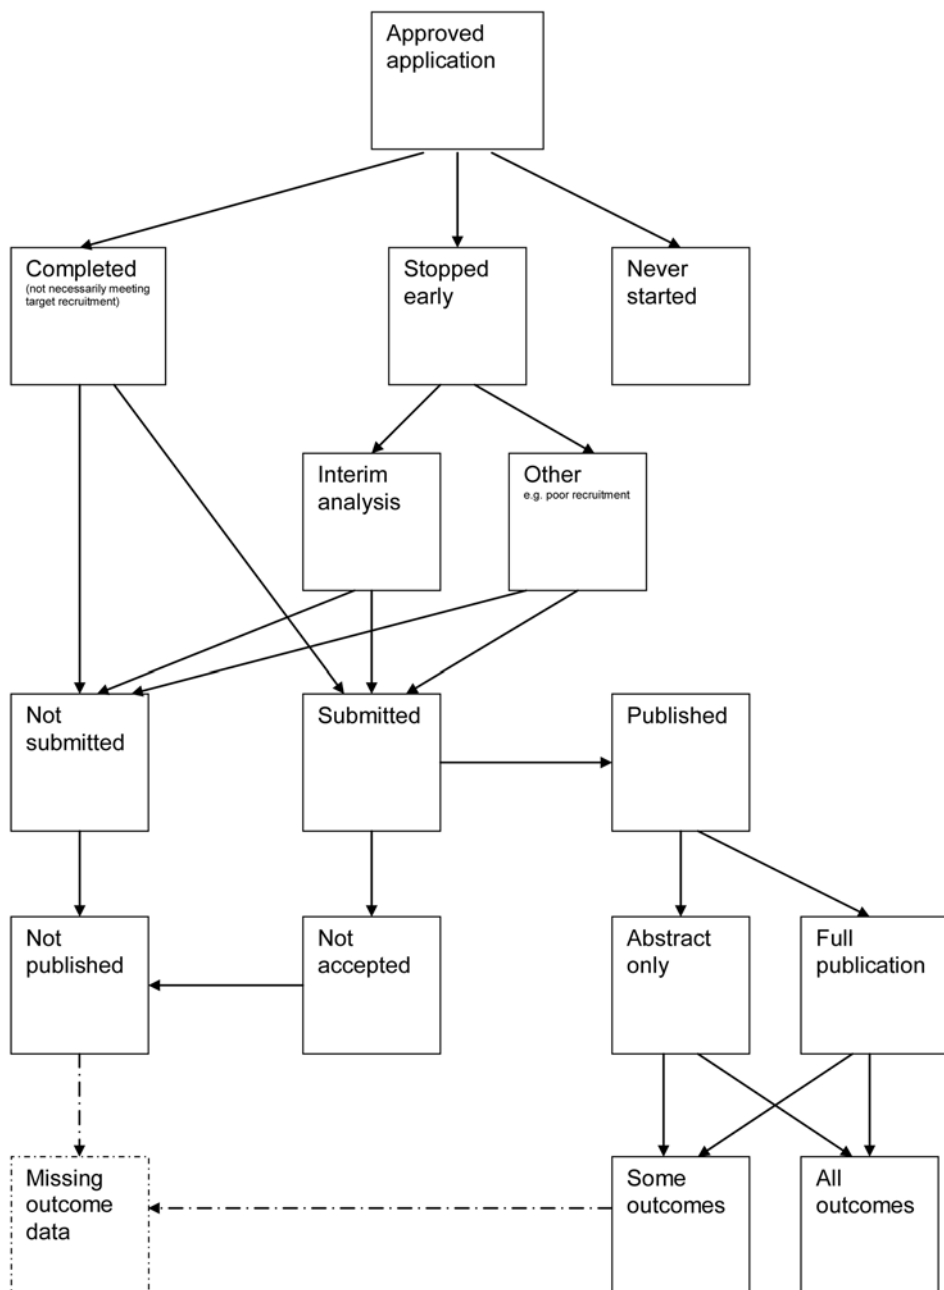 Approved
application
Completed
(not necessarily meeting
target recruitment)
Stopped
early
Never
started
Interim
analysis
Other
e.g. poor recruitment
Not
submitted
Submitted
Published
Not
published
Not
accepted
Abstract
only
Full
publication
Missing
outcome
data
Some
outcomes
All
outcomes